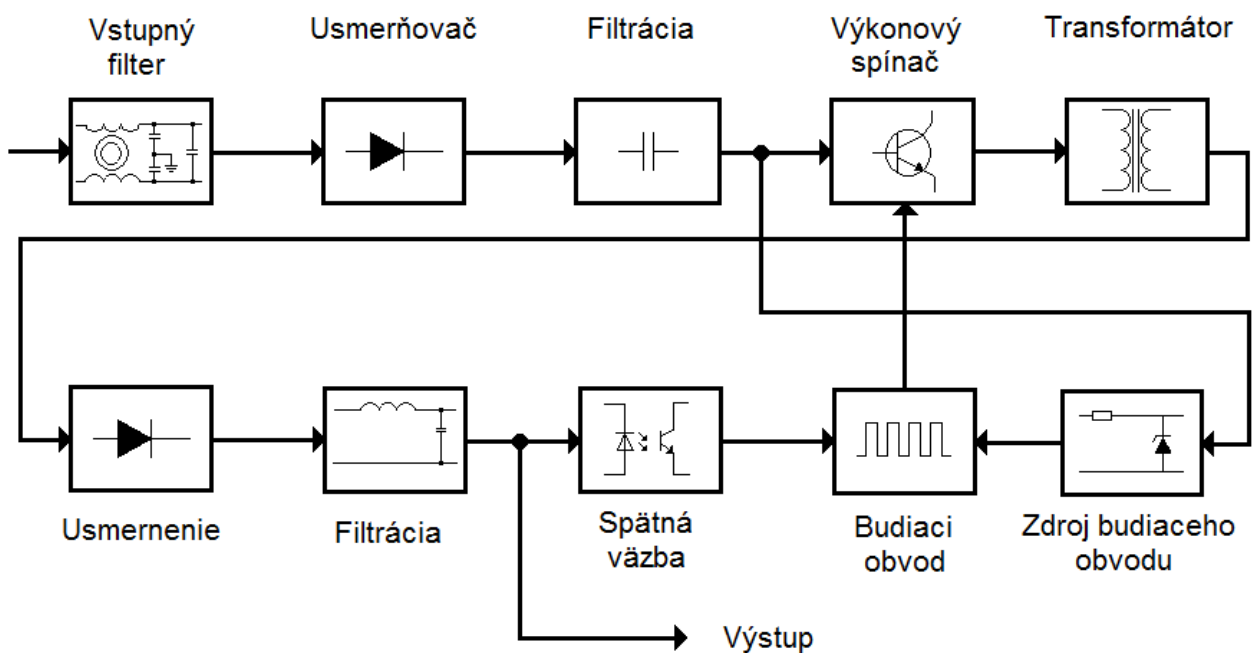 Vstupný
filter
Usmerňovač
Filtrácia
Výkonový
spínač
Transformátor
Usmernenie
Filtrácia
Spätná
väzba
Budiaci
obvod
Zdroj budiaceho
obvodu
Výstup